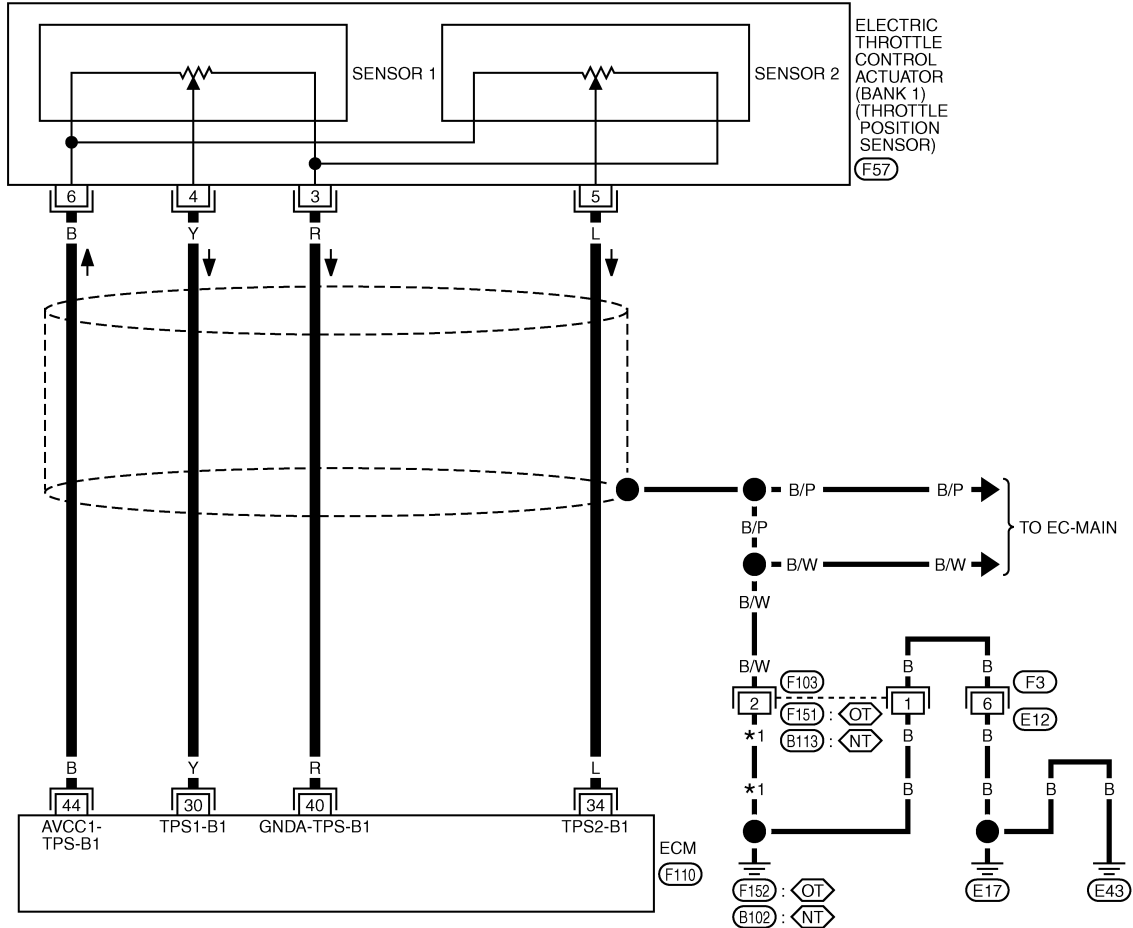 ELECTRIC
THROTTLE
CONTROL
ACTUATOR
(BANK 1)
(THROTTLE
POSITION
SENSOR)
F57
SENSOR 1
SENSOR 2
6
4
3
5
B
Y
R
L
B/P
B/P
TO EC-MAIN
B/P
B/W
B/W
B/W
B/W
B
B
F103
F3
2
1
6
F151 : OT
E12
B113 : NT
*1
B
B
B
Y
R
L
*1
B
B
B
B
44
30
40
34
AVCC1-
TPS-B1
TPS1-B1
GNDA-TPS-B1
TPS2-B1
ECM
F110
F152 : OT
B102 : NT
E17
E43